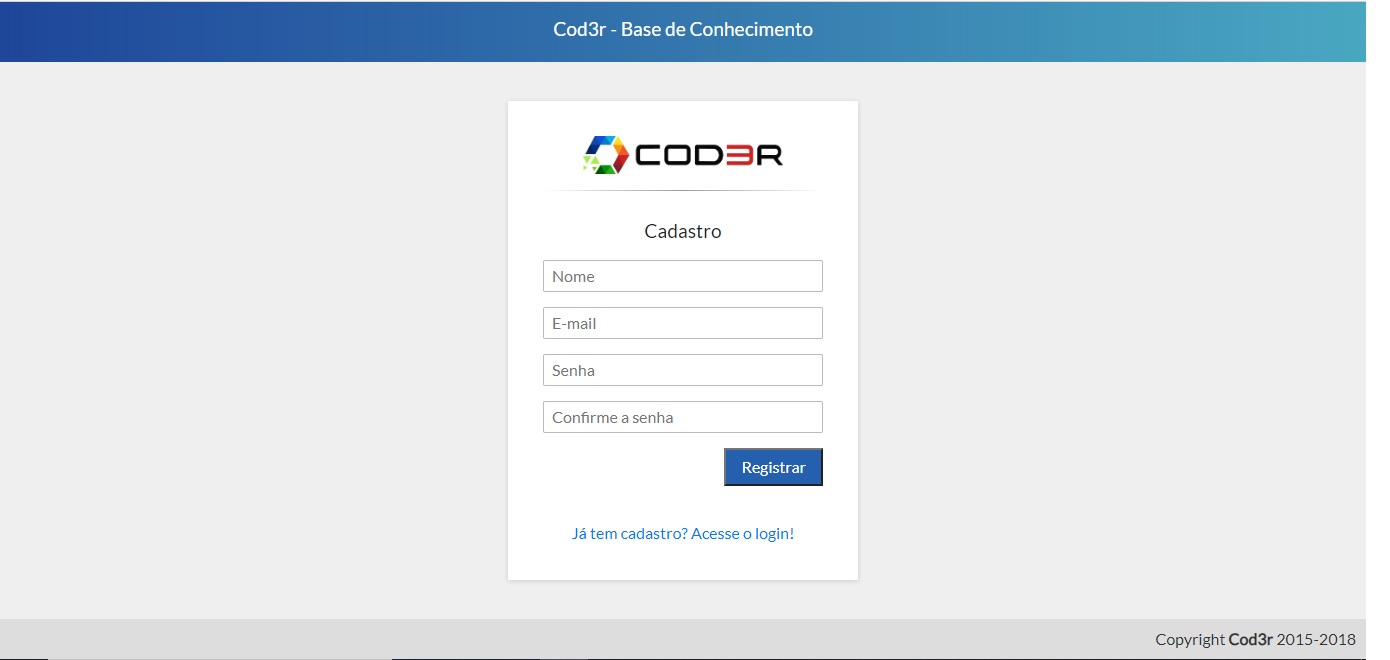 Cod3r - Base de Conhecimento
COD3R
Cadastro
Nome
E-mail
Senha
Confirme a senha
Registrar
Já tem cadastro? Acesse o login!
Copyright Cod3r 2015-2018